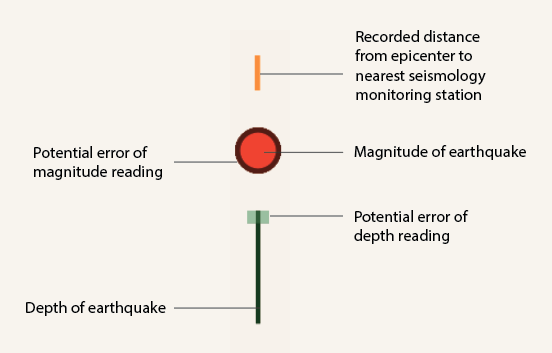 Recorded distance
from epicenter to
nearest seismology
monitoring station
Potential error of
magnitude reading
Magnitude of earthquake
Potential error of
depth reading
Depth of earthquake